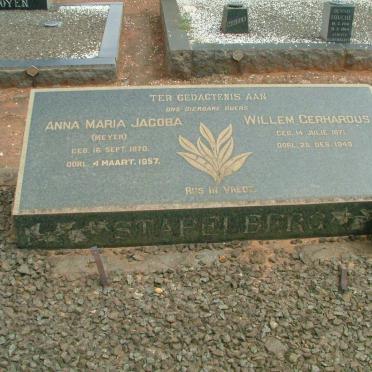 OYEN
TER GEDAGTENIS AAN
ONS DIERBARE OUERS
ANNA MARIA JACOBA
(MEYER)
GEB. 16 SEPT. 1870.
OORL. 4 MAART. 1957.
WILLEM GERHARDUS
GEB. 14 JULIE 1871.
OORL. 28 DES. 1949.
RUS IN VREDE.
STAPELBERG